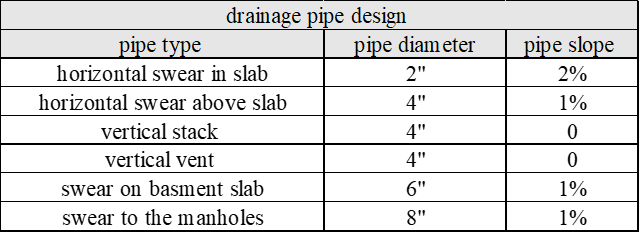 drainage pipe design
pipe type pipe diameter pipe slope
horizontal swear in slab 2" 2%
horizontal swear above slab 4" 1%
vertical stack 4" 0
vertical vent 4" 0
swear on basment slab 6" 1%
swear to the manholes 8" 1%